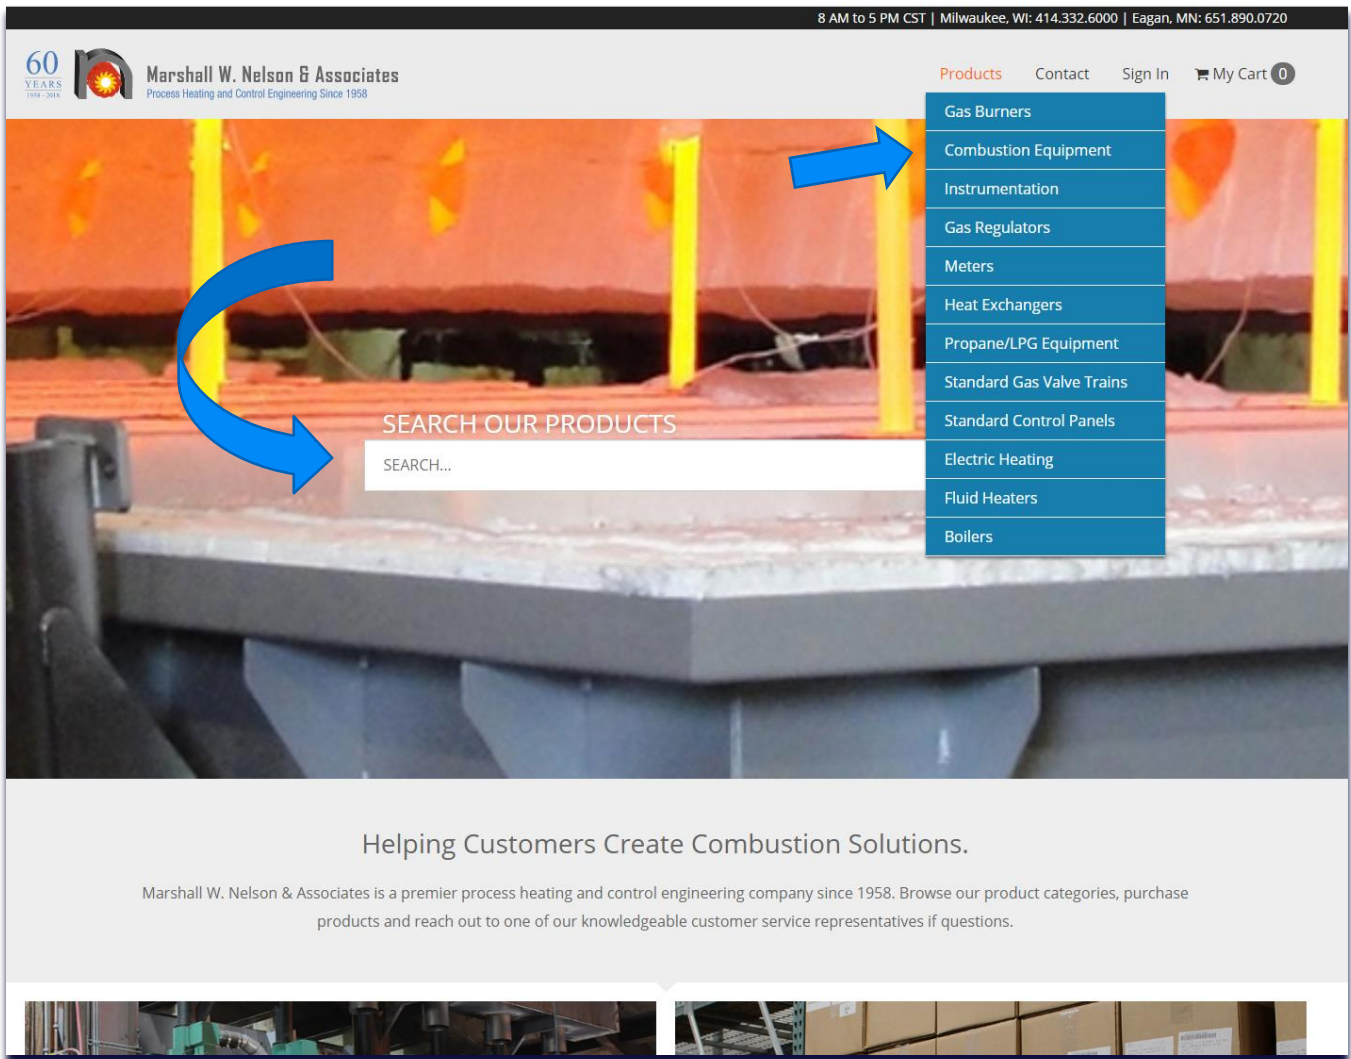 8 AM to 5 PM CST | Milwaukee, WI: 414.332.6000 | Eagan, MN: 651.890.0720
60
YEARS
1958 - 2018
Marshall W. Nelson & Associates
Process Heating and Control Engineering Since 1958
Products
Contact
Sign In
My Cart 0
Gas Burners
Combustion Equipment
Instrumentation
Gas Regulators
Meters
Heat Exchangers
Propane/LPG Equipment
Standard Gas Valve Trains
Standard Control Panels
Electric Heating
Fluid Heaters
Boilers
SEARCH OUR PRODUCTS
SEARCH...
Helping Customers Create Combustion Solutions.
Marshall W. Nelson & Associates is a premier process heating and control engineering company since 1958. Browse our product categories, purchase
products and reach out to one of our knowledgeable customer service representatives if questions.